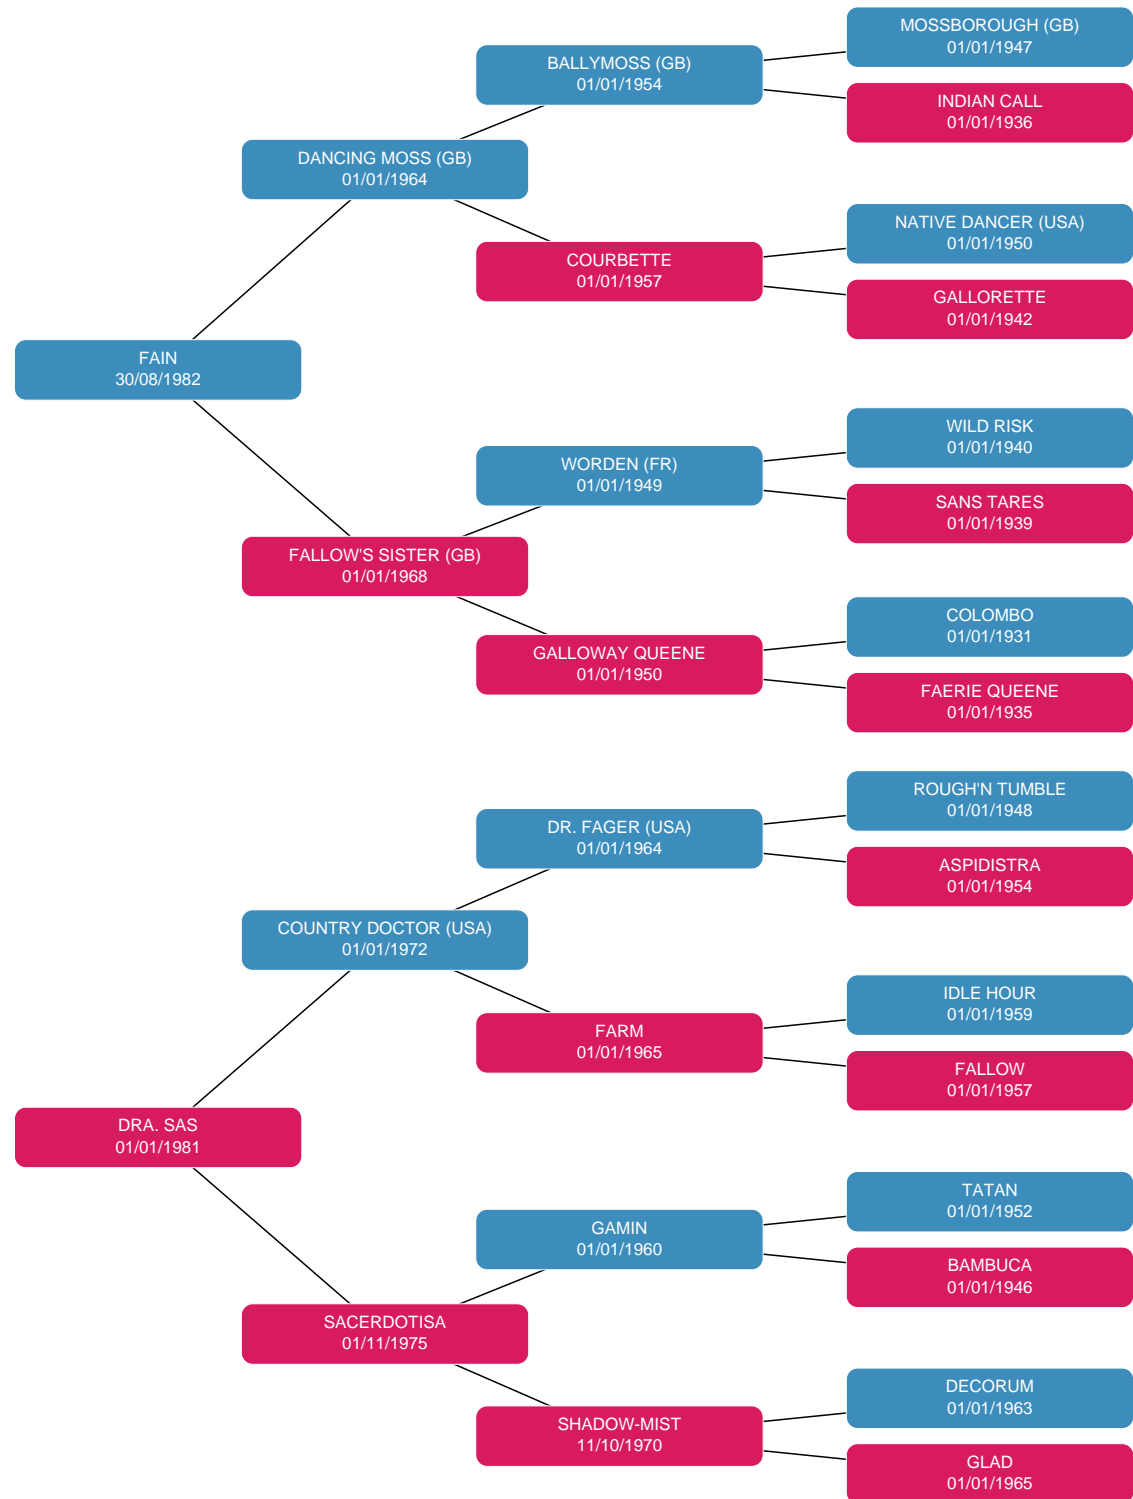 MOSSBOROUGH (GB)
01/01/1947
BALLYMOSS (GB)
01/01/1954
INDIAN CALL
01/01/1936
DANCING MOSS (GB)
01/01/1964
NATIVE DANCER (USA)
01/01/1950
COURBETTE
01/01/1957
GALLORETTE
01/01/1942
FAIN
30/08/1982
WILD RISK
01/01/1940
WORDEN (FR)
01/01/1949
SANS TARES
01/01/1939
FALLOW'S SISTER (GB)
01/01/1968
COLOMBO
01/01/1931
GALLOWAY QUEENE
01/01/1950
FAERIE QUEENE
01/01/1935
ROUGH'N TUMBLE
01/01/1948
DR. FAGER (USA)
01/01/1964
ASPIDISTRA
01/01/1954
COUNTRY DOCTOR (USA)
01/01/1972
IDLE HOUR
01/01/1959
FARM
01/01/1965
FALLOW
01/01/1957
DRA. SAS
01/01/1981
TATAN
01/01/1952
GAMIN
01/01/1960
BAMBUCA
01/01/1946
SACERDOTISA
01/11/1975
DECORUM
01/01/1963
SHADOW-MIST
11/10/1970
GLAD
01/01/1965